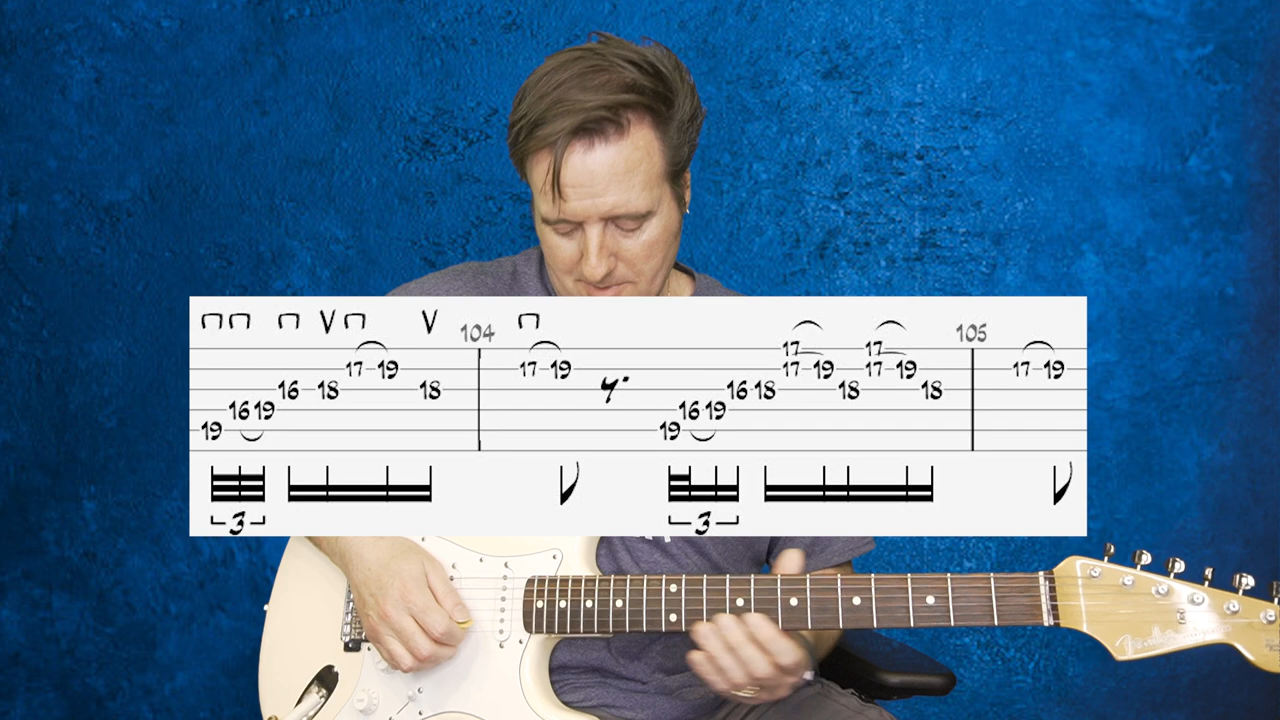 104 105
17 17
17 19 17 19 17 19 17 19 17 19
16 18 18 16 18 18 18
16 19 16 19
19 19
3 3
Fender